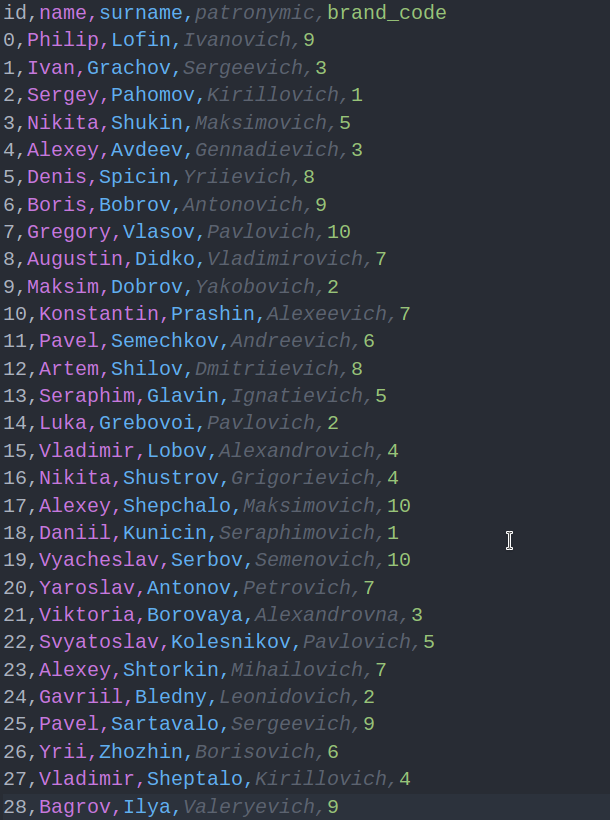 id,name,surname,patronymic,brand_code
0,Philip,Lofin,Ivanovich,9
1,Ivan,Grachov,Sergeevich,3
2,Sergey,Pahomov,Kirillovich,1
3,Nikita,Shukin,Maksimovich,5
4,Alexey,Avdeev,Gennadievich,3
5,Denis,Spicin,Yriievich,8
6,Boris,Bobrov,Antonovich,9
7,Gregory,Vlasov,Pavlovich,10
8,Augustin,Didko,Vladimirovich,7
9,Maksim,Dobrov,Yakobovich,2
10,Konstantin,Prashin,Alexeevich,7
11,Pavel,Semechkov,Andreevich,6
12,Artem,Shilov,Dmitriievich,8
13,Seraphim,Glavin,Ignatievich,5
14,Luka,Grebovoi,Pavlovich,2
15,Vladimir,Lobov,Alexandrovich,4
16,Nikita,Shustrov,Grigorievich,4
17,Alexey,Shepchalo,Maksimovich,10
18,Daniil,Kunicin,Seraphimovich,1
19,Vyacheslav,Serbov,Semenovich,10
20,Yaroslav,Antonov,Petrovich,7
21,Viktoria,Borovaya,Alexandrovna,3
22,Svyatoslav,Kolesnikov,Pavlovich,5
23,Alexey,Shtorkin,Mihailovich,7
24,Gavriil,Bledny,Leonidovich,2
25,Pavel,Sartavalo,Sergeevich,9
26,Yrii,Zhozhin,Borisovich,6
27,Vladimir,Sheptalo,Kirillovich,4
28,Bagrov,Ilya,Valeryevich,9